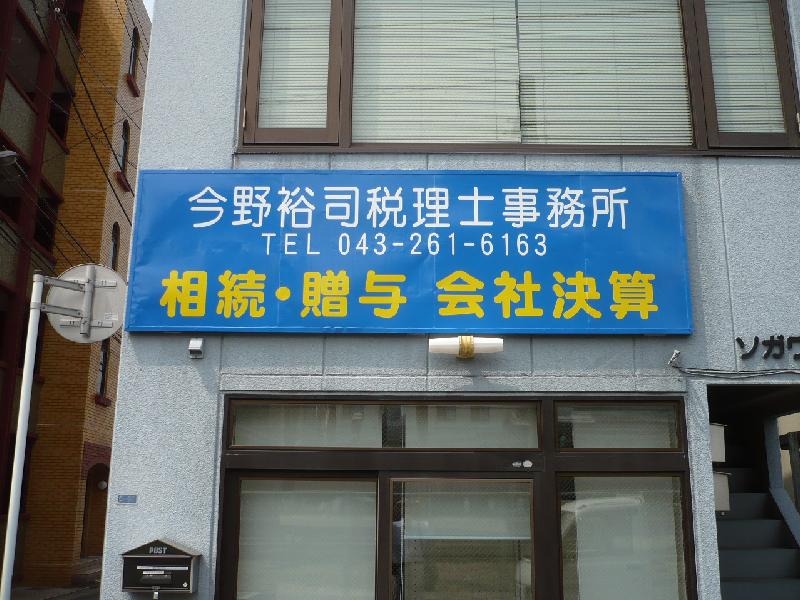 今野裕司税理士事務所
TEL 043-261-6163
相続・贈与 会社決算
ソガワ
POST